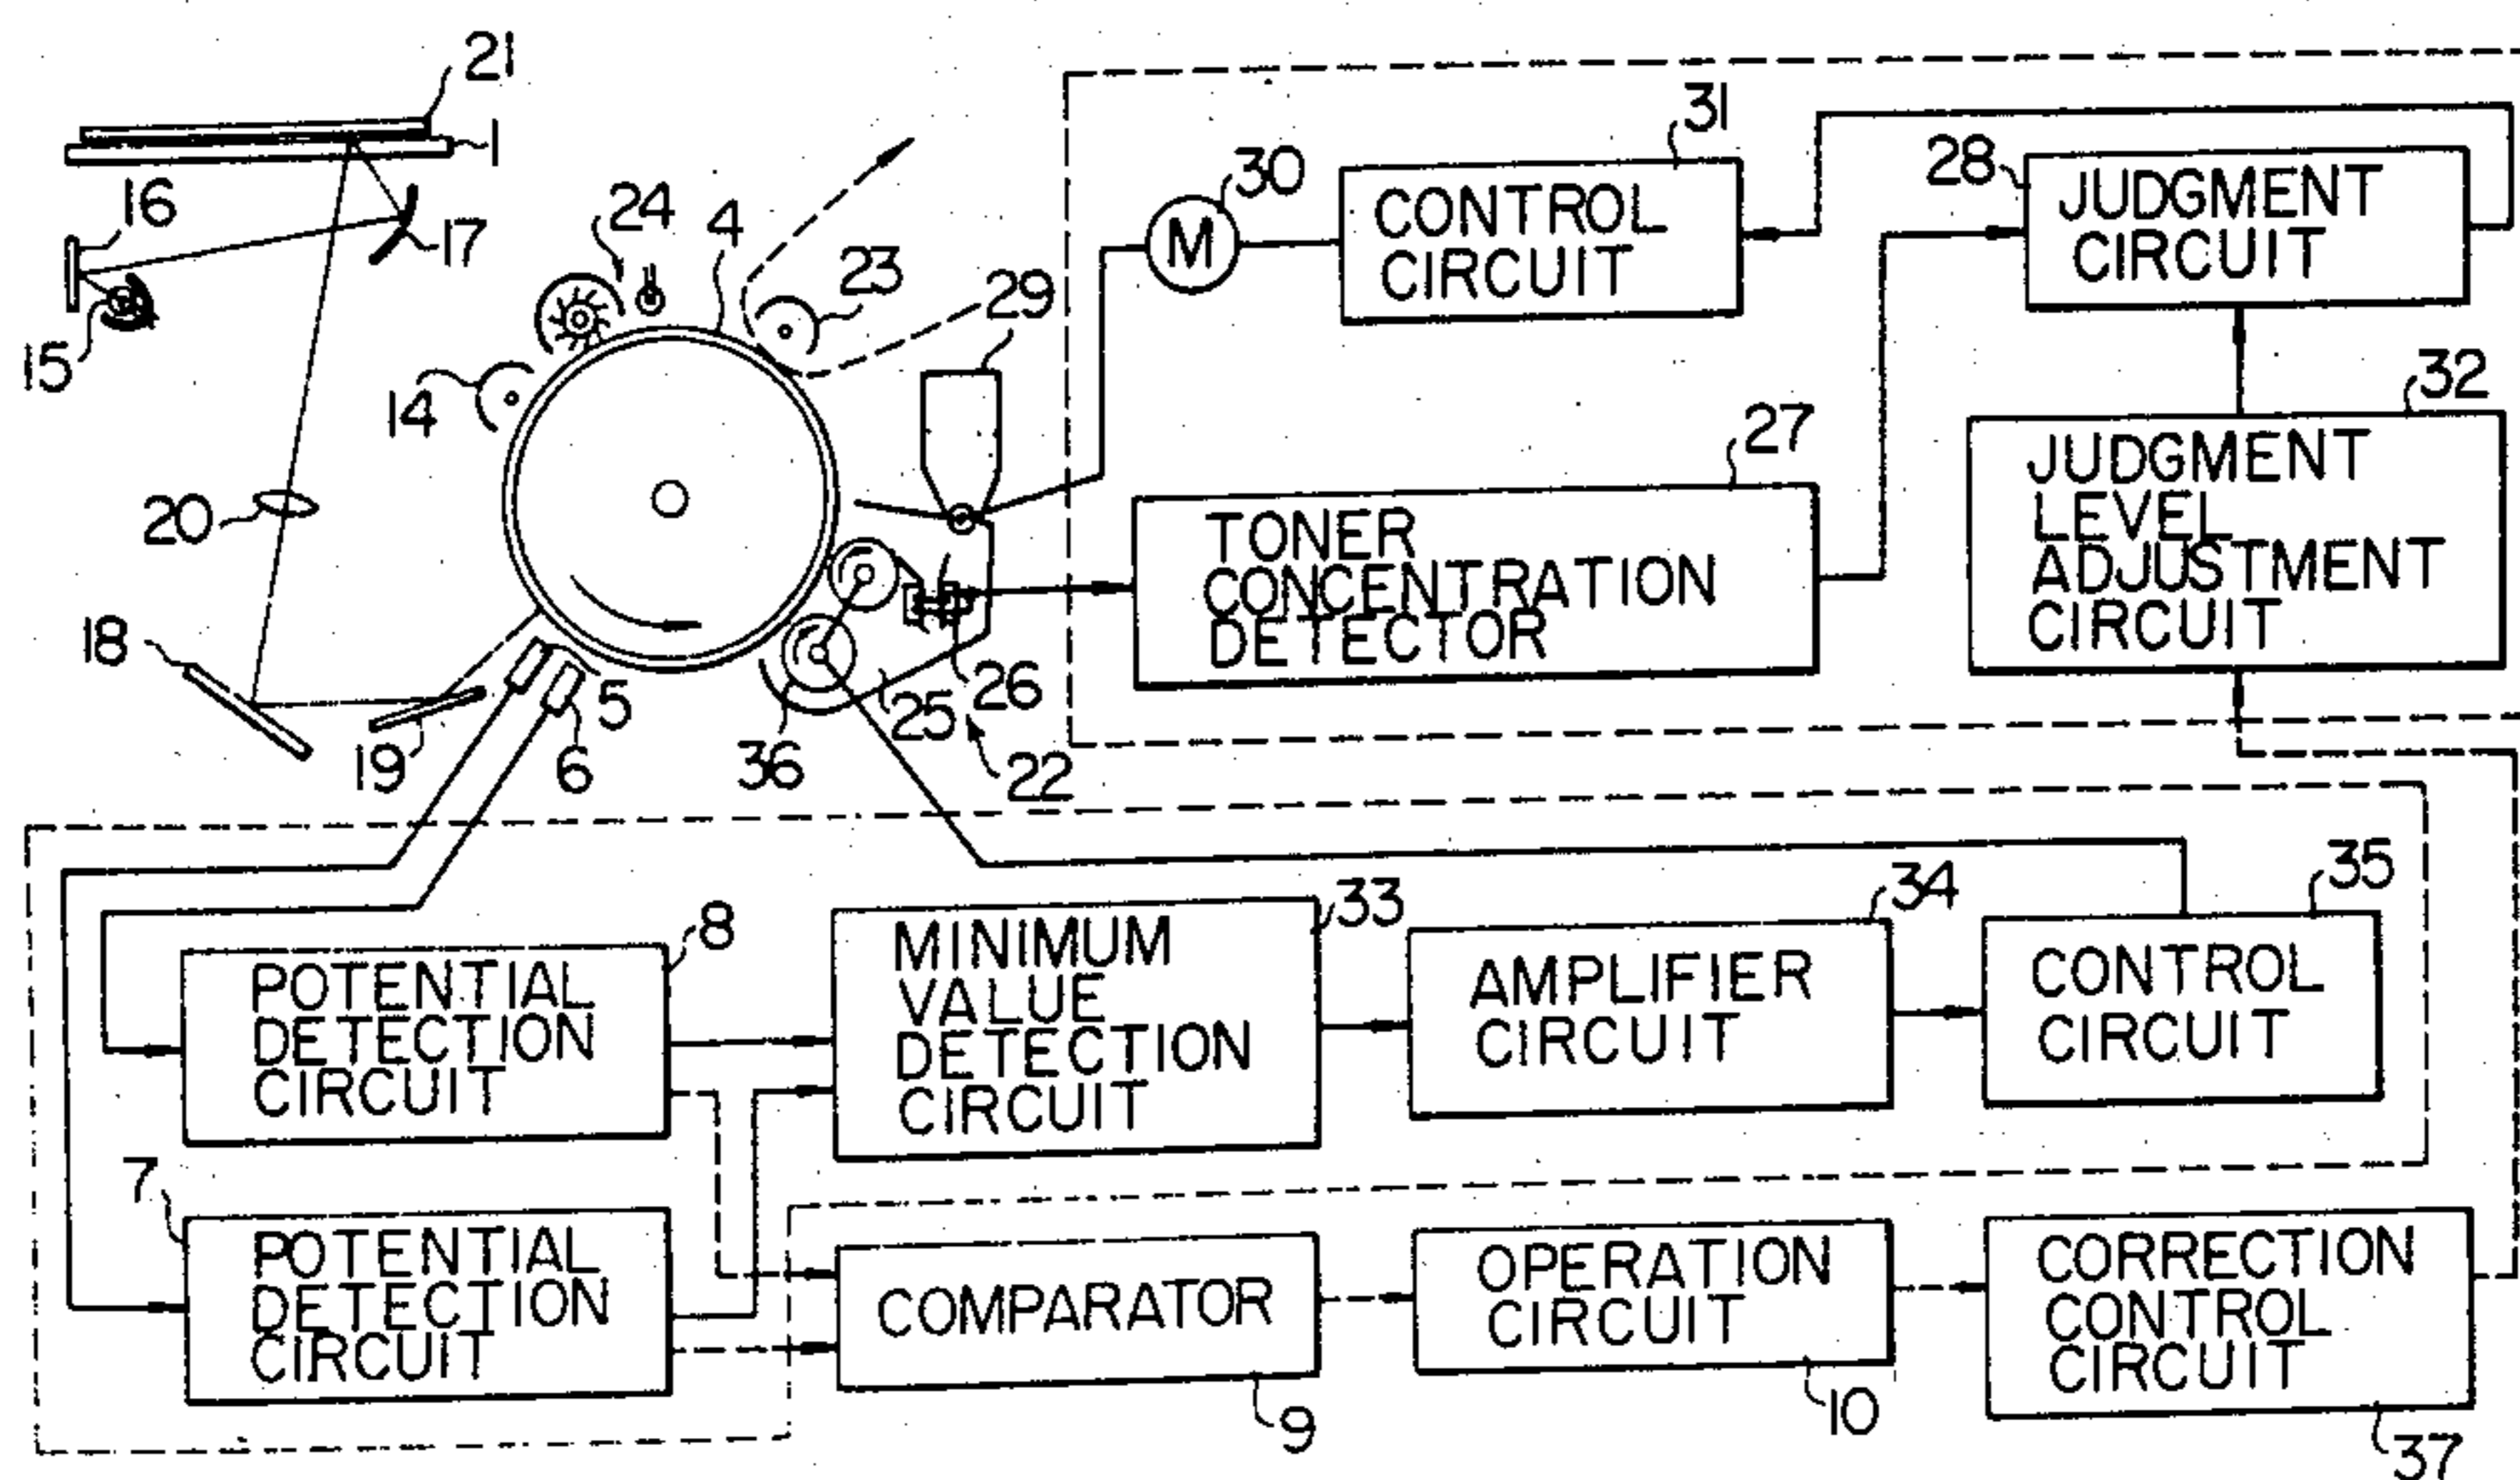 21
1
16
17
15
24
4
23
29
14
20
18
19
5
6
36
25
26
22
30
M
31
CONTROL
CIRCUIT
28
JUDGMENT
CIRCUIT
27
TONER
CONCENTRATION
DETECTOR
32
JUDGMENT
LEVEL
ADJUSTMENT
CIRCUIT
8
POTENTIAL
DETECTION
CIRCUIT
33
MINIMUM
VALUE
DETECTION
CIRCUIT
34
AMPLIFIER
CIRCUIT
35
CONTROL
CIRCUIT
7
POTENTIAL
DETECTION
CIRCUIT
COMPARATOR
9
OPERATION
CIRCUIT
10
CORRECTION
CONTROL
CIRCUIT
37